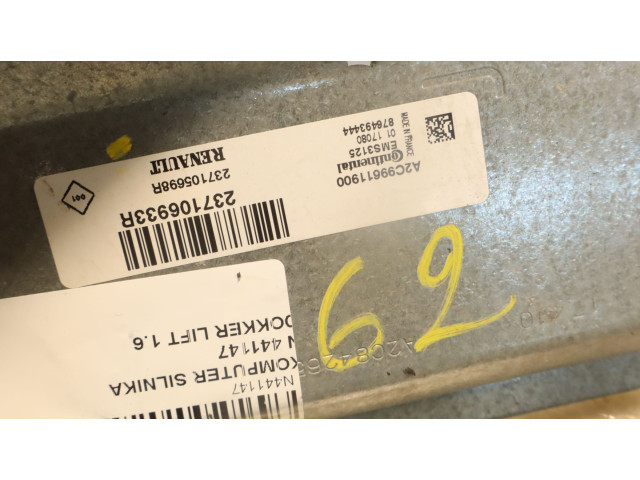 A2C99611900
Continental
EMS3125
01 17080
876493444
MADE IN FRANCE
RENAULT
237105698R
237106933R
001
62
N441147
KOMPUTER SILNIKA
N 441147
DOKKER LIFT 1.6